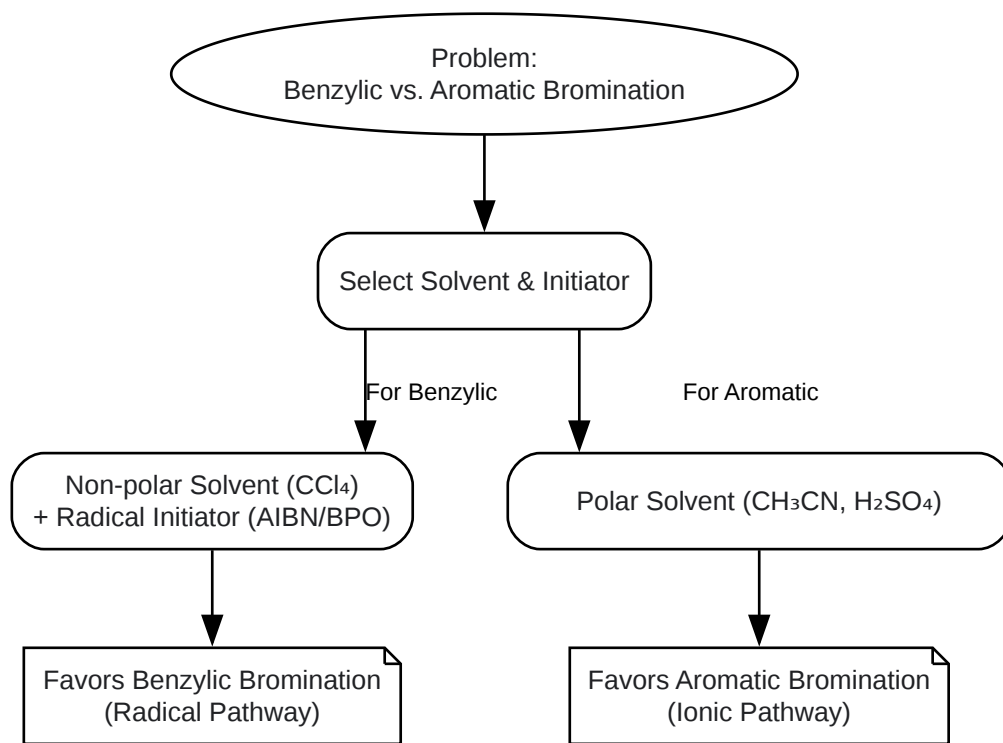 Problem:
Benzylic vs. Aromatic Bromination
Select Solvent & Initiator
For Benzylic
For Aromatic
Non-polar Solvent (CCl₄)
+ Radical Initiator (AIBN/BPO)
Polar Solvent (CH₃CN, H₂SO₄)
Favors Benzylic Bromination
(Radical Pathway)
Favors Aromatic Bromination
(Ionic Pathway)